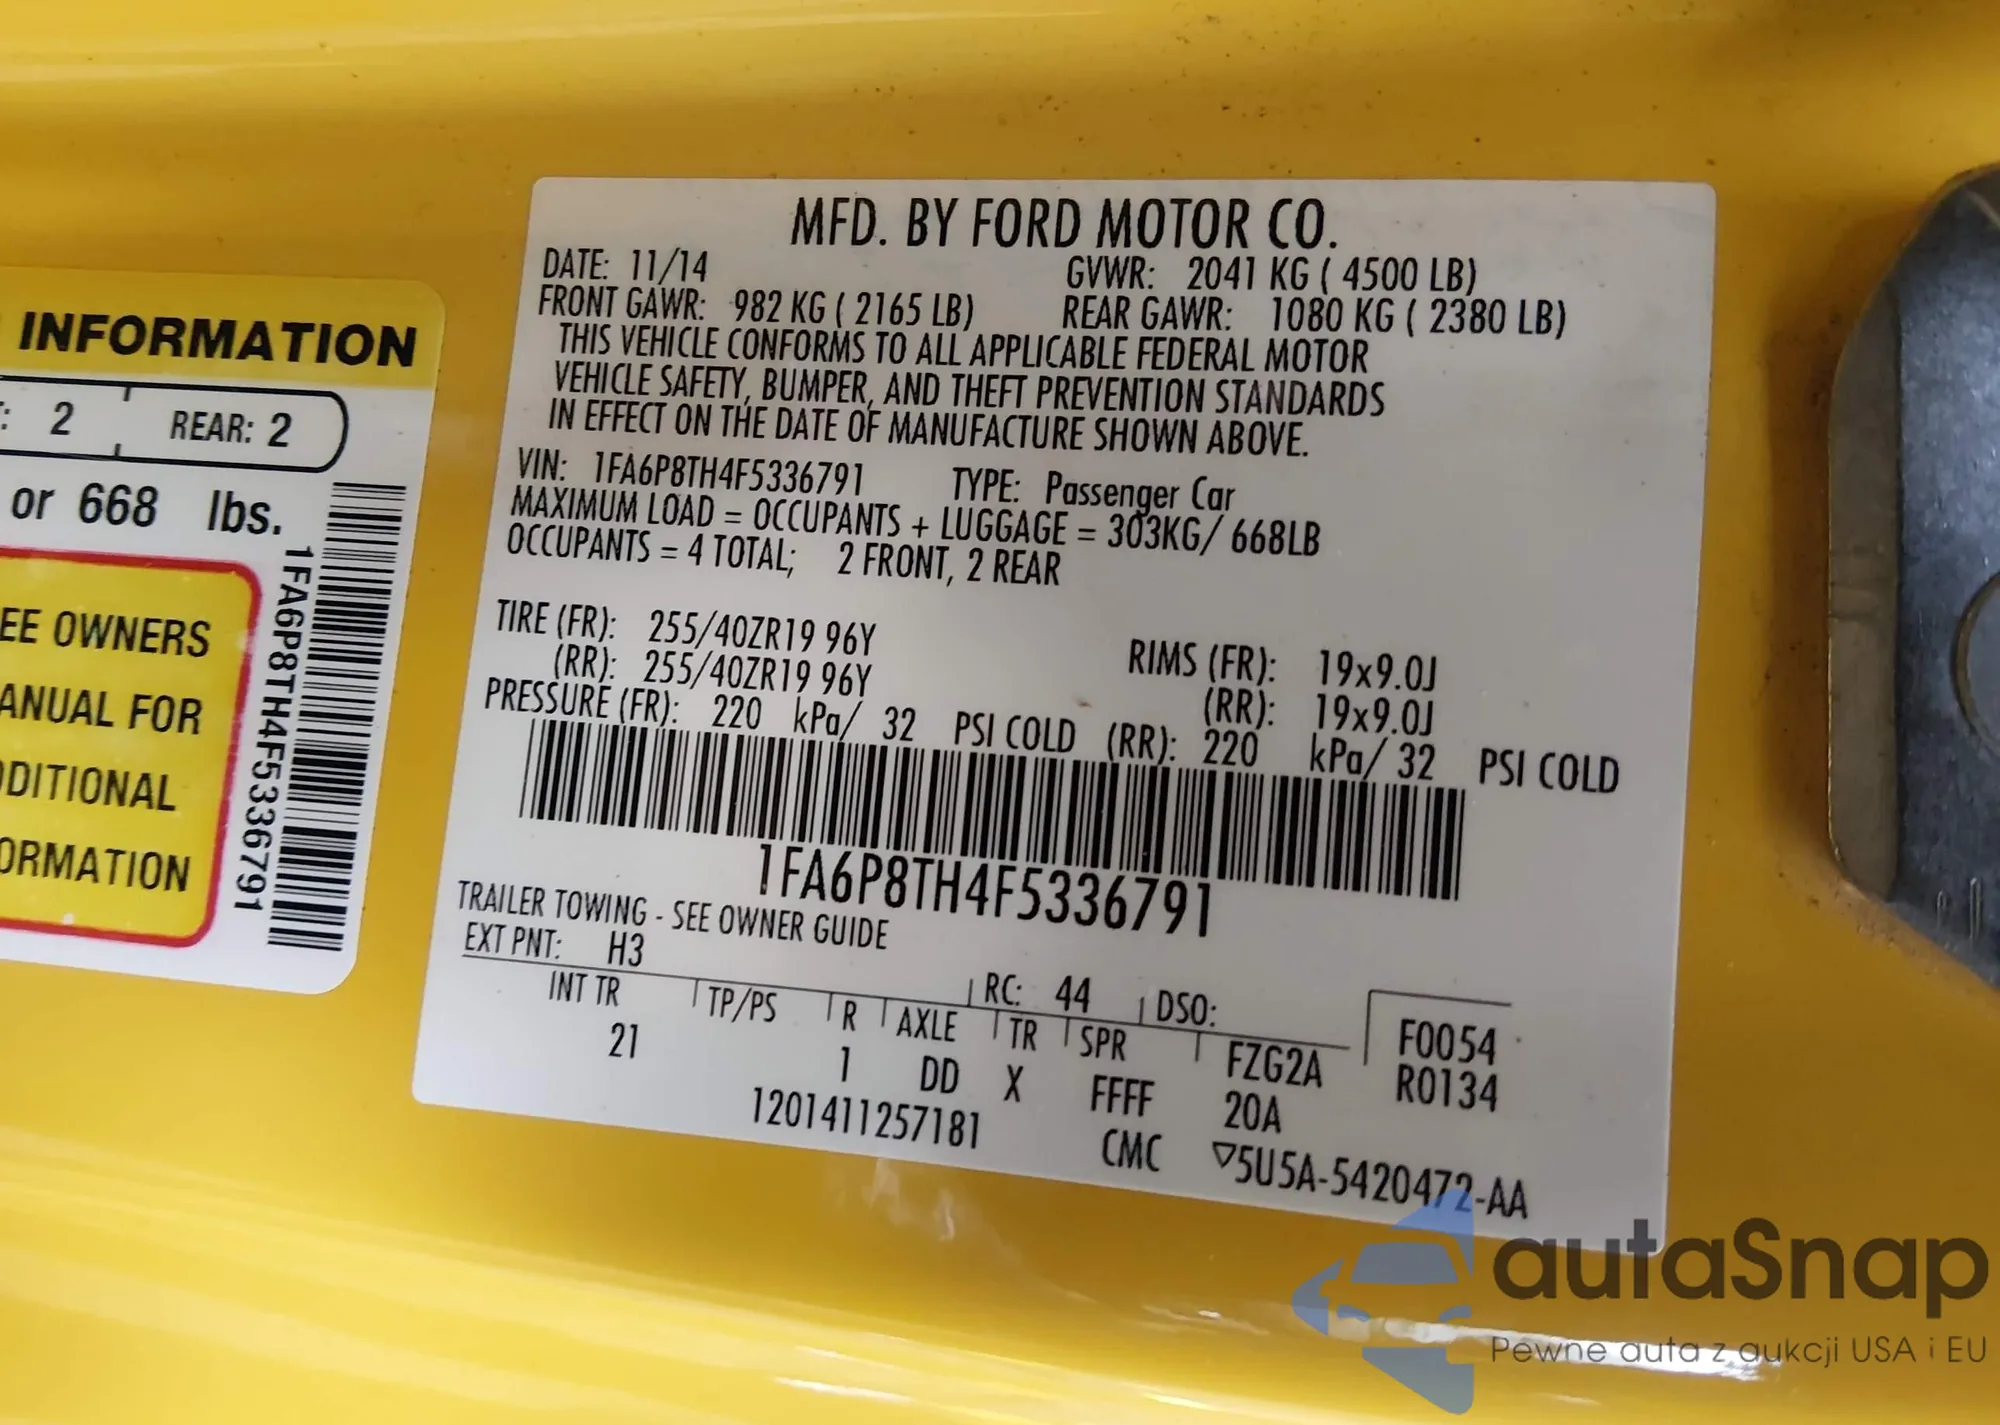 INFORMATION
: 2 REAR: 2
or 668 lbs.
EE OWNERS
ANUAL FOR
DDITIONAL
ORMATION
1FA6P8TH4F5336791
MFD. BY FORD MOTOR CO.
DATE: 11/14 GVWR: 2041 KG ( 4500 LB)
FRONT GAWR: 982 KG ( 2165 LB) REAR GAWR: 1080 KG ( 2380 LB)
THIS VEHICLE CONFORMS TO ALL APPLICABLE FEDERAL MOTOR
VEHICLE SAFETY, BUMPER, AND THEFT PREVENTION STANDARDS
IN EFFECT ON THE DATE OF MANUFACTURE SHOWN ABOVE.
VIN: 1FA6P8TH4F5336791 TYPE: Passenger Car
MAXIMUM LOAD = OCCUPANTS + LUGGAGE = 303KG/ 668LB
OCCUPANTS = 4 TOTAL; 2 FRONT, 2 REAR
TIRE (FR): 255/40ZR19 96Y RIMS (FR): 19x9.0J
(RR): 255/40ZR19 96Y (RR): 19x9.0J
PRESSURE (FR): 220 kPa/ 32 PSI COLD (RR): 220 kPa/ 32 PSI COLD
1FA6P8TH4F5336791
TRAILER TOWING - SEE OWNER GUIDE
EXT PNT: H3 RC: 44 DSO:
INT TR TP/PS R AXLE TR SPR FZG2A F0054
21 1 DD X FFFF 20A R0134
1201411257181 CMC ▽5U5A-5420472-AA
autaSnap
Pewne auta z aukcji USA i EU